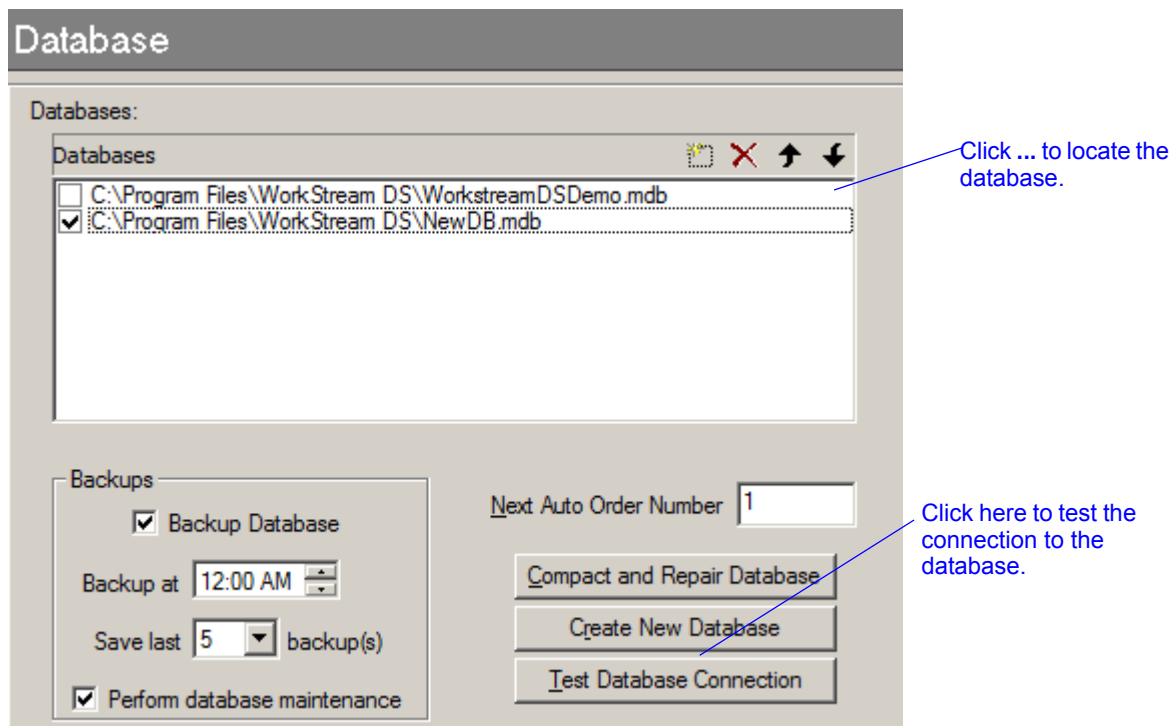 Database
Databases:
Databases
C:\Program Files\WorkStream DS\WorkstreamDSDemo.mdb
C:\Program Files\WorkStream DS\NewDB.mdb
Click ... to locate the
database.
Backups
Backup Database
Backup at 12:00 AM
Save last 5 backup(s)
Perform database maintenance
Next Auto Order Number 1
Compact and Repair Database
Create New Database
Test Database Connection
Click here to test the
connection to the
database.